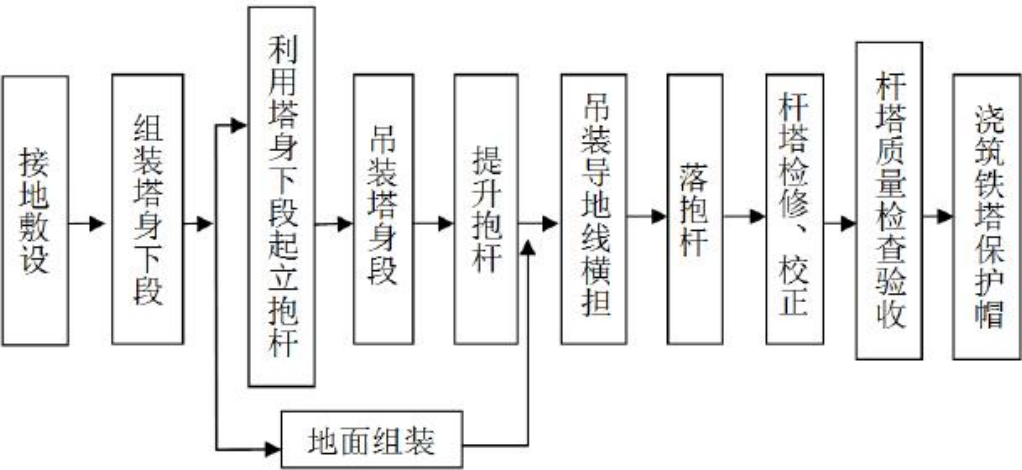 接地敷设
组装塔身下段
利用塔身下段起立抱杆
吊装塔身段
提升抱杆
吊装导地线横担
落抱杆
杆塔检修、校正
杆塔质量检查验收
浇筑铁塔保护帽
地面组装